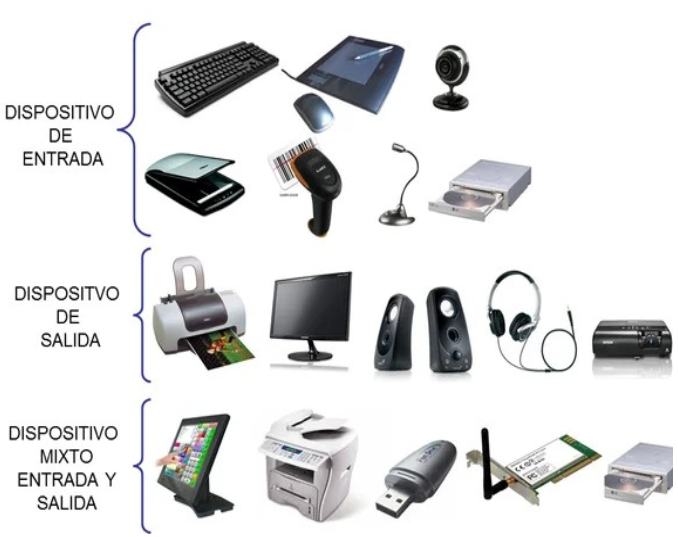 DISPOSITIVO
DE
ENTRADA
DISPOSITVO
DE
SALIDA
DISPOSITIVO
MIXTO
ENTRADA Y
SALIDA